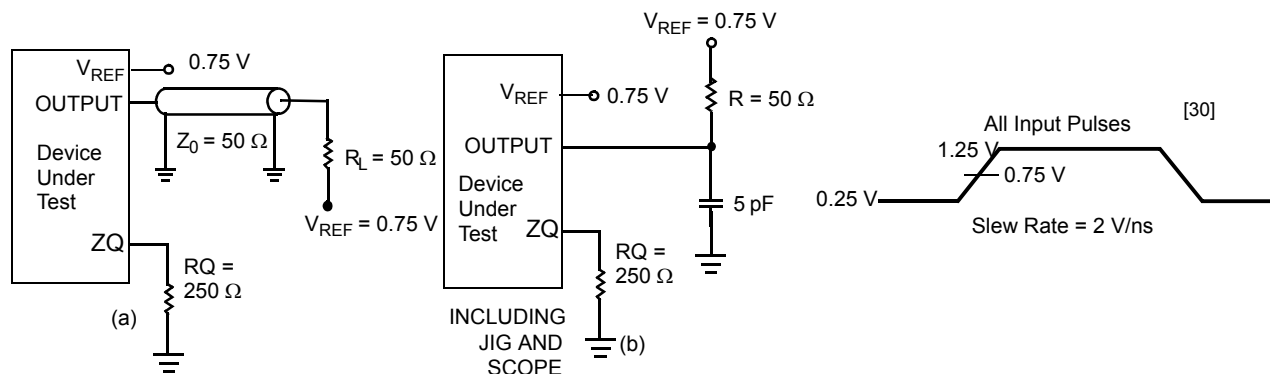 V_REF
0.75 V
OUTPUT
Z_0 = 50 Ω
R_L = 50 Ω
V_REF = 0.75 V
Device
Under
Test
ZQ
RQ =
250 Ω
(a)
V_REF = 0.75 V
R = 50 Ω
V_REF
0.75 V
OUTPUT
Device
Under
Test
5 pF
ZQ
RQ =
250 Ω
INCLUDING
JIG AND
SCOPE
(b)
[30]
All Input Pulses
1.25 V
0.75 V
0.25 V
Slew Rate = 2 V/ns